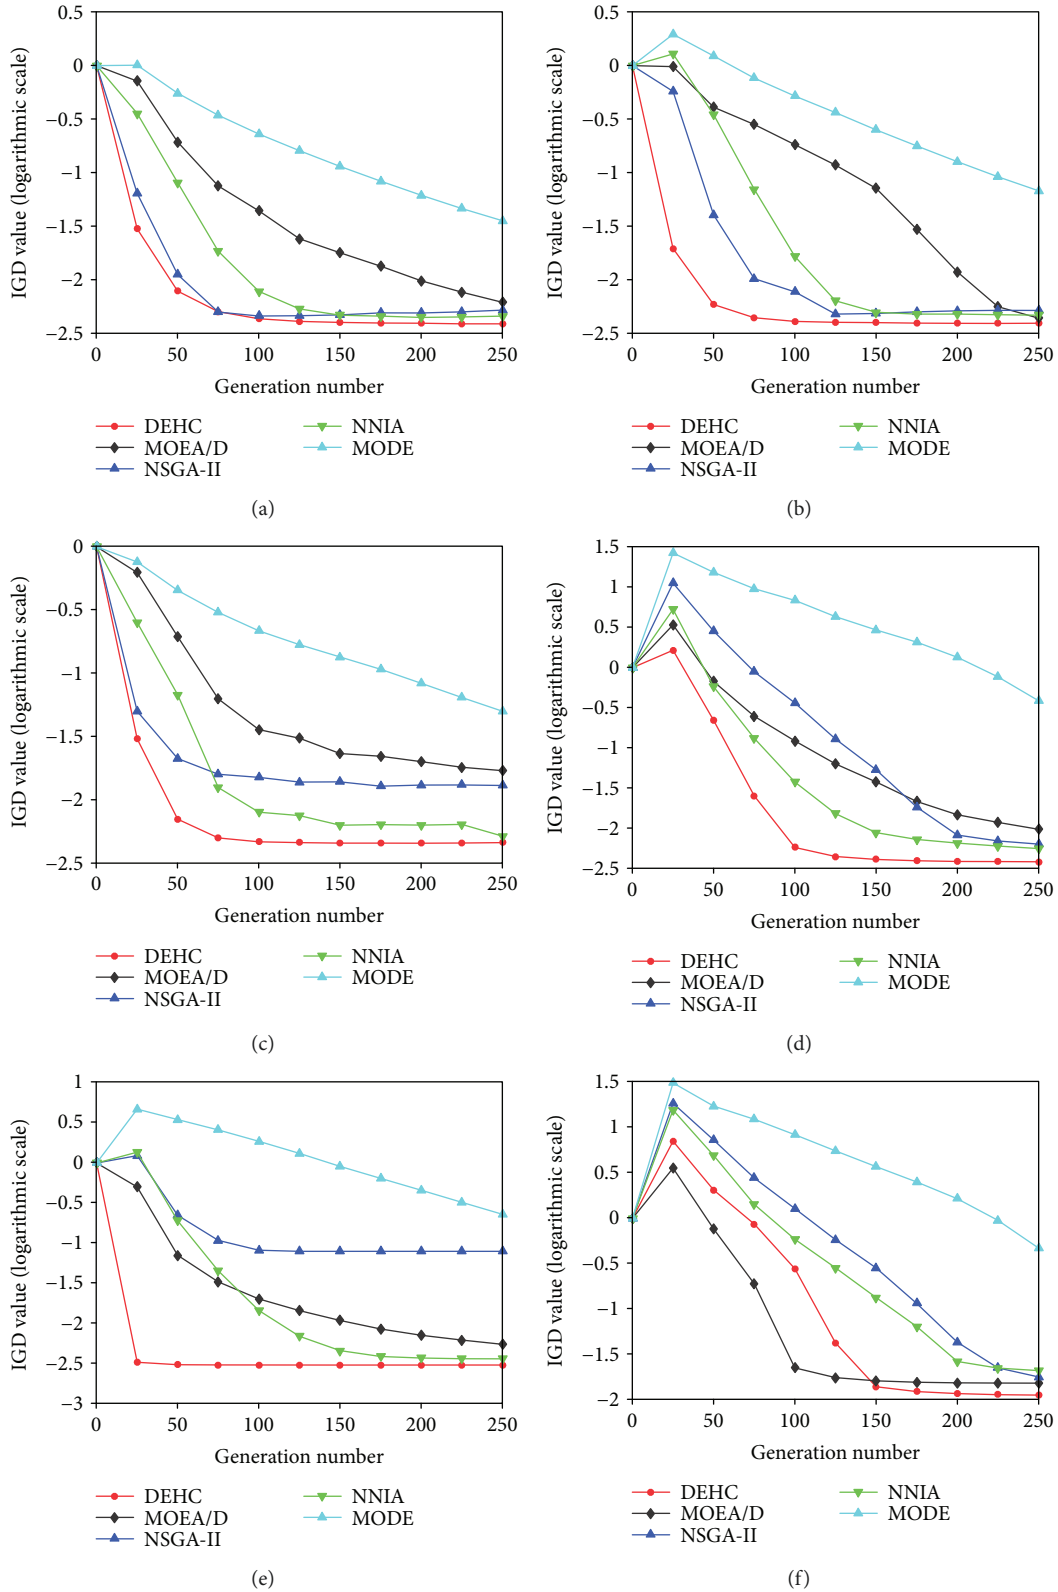 0.5
0
−0.5
−1
−1.5
−2
−2.5
IGD value (logarithmic scale)
0 50 100 150 200 250
Generation number
DEHC NNIA
MOEA/D MODE
NSGA-II
(a)
0.5
0
−0.5
−1
−1.5
−2
−2.5
IGD value (logarithmic scale)
0 50 100 150 200 250
Generation number
DEHC NNIA
MOEA/D MODE
NSGA-II
(b)
0
−0.5
−1
−1.5
−2
−2.5
IGD value (logarithmic scale)
0 50 100 150 200 250
Generation number
DEHC NNIA
MOEA/D MODE
NSGA-II
(c)
1.5
1
0.5
0
−0.5
−1
−1.5
−2
−2.5
IGD value (logarithmic scale)
0 50 100 150 200 250
Generation number
DEHC NNIA
MOEA/D MODE
NSGA-II
(d)
1
0.5
0
−0.5
−1
−1.5
−2
−2.5
−3
IGD value (logarithmic scale)
0 50 100 150 200 250
Generation number
DEHC NNIA
MOEA/D MODE
NSGA-II
(e)
1.5
1
0.5
0
−0.5
−1
−1.5
−2
IGD value (logarithmic scale)
0 50 100 150 200 250
Generation number
DEHC NNIA
MOEA/D MODE
NSGA-II
(f)